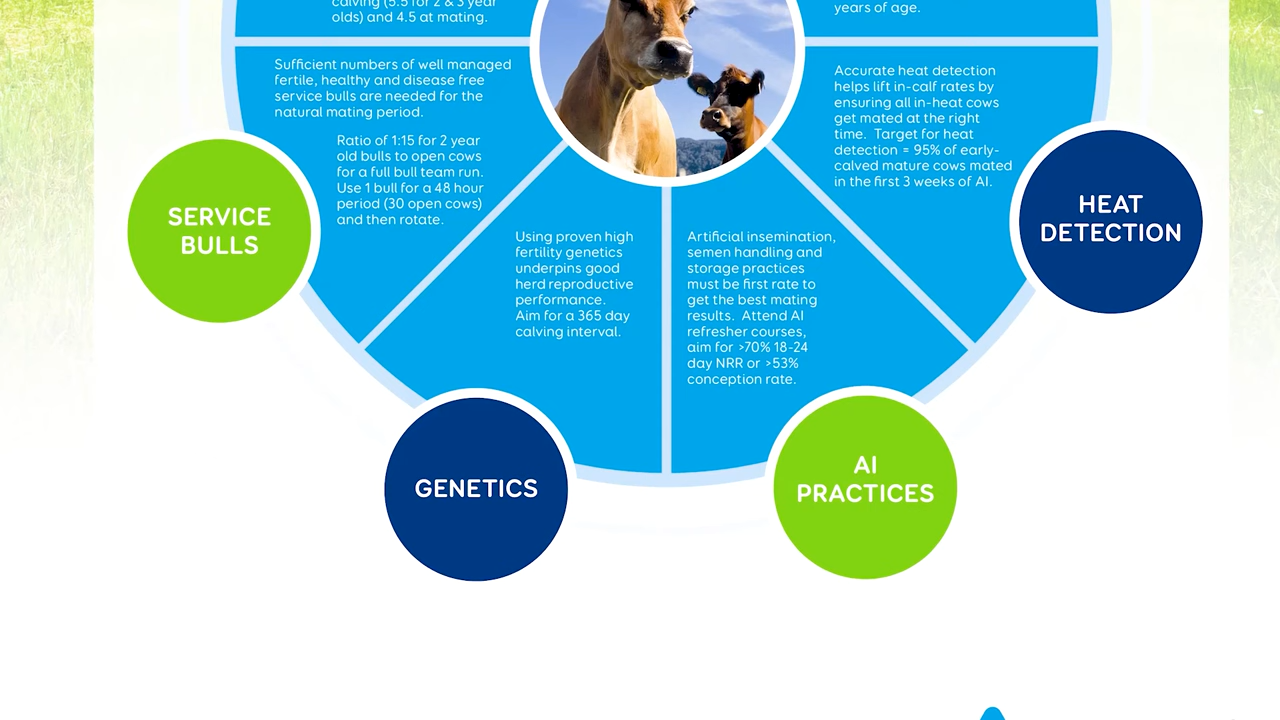 calving (5.5 for 2 & 3 year
olds) and 4.5 at mating.
years of age.
Sufficient numbers of well managed
fertile, healthy and disease free
service bulls are needed for the
natural mating period.
Ratio of 1:15 for 2 year
old bulls to open cows
for a full bull team run.
Use 1 bull for a 48 hour
period (30 open cows)
and then rotate.
SERVICE
BULLS
Accurate heat detection
helps lift in-calf rates by
ensuring all in-heat cows
get mated at the right
time. Target for heat
detection = 95% of early-
calved mature cows mated
in the first 3 weeks of AI.
HEAT
DETECTION
Using proven high
fertility genetics
underpins good
herd reproductive
performance.
Aim for a 365 day
calving interval.
GENETICS
Artificial insemination,
semen handling and
storage practices
must be first rate to
get the best mating
results. Attend AI
refresher courses,
aim for >70% 18-24
day NRR or >53%
conception rate.
AI
PRACTICES